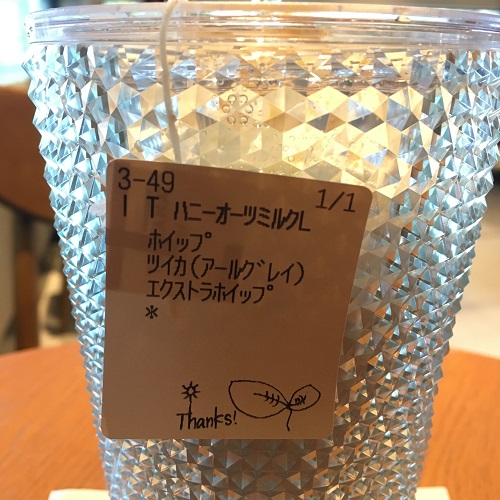 3-49 1/1
I T ハニーオーツミルクL
ホイップ
ツイカ(アールグレイ)
エクストラホイップ
*
Thanks!